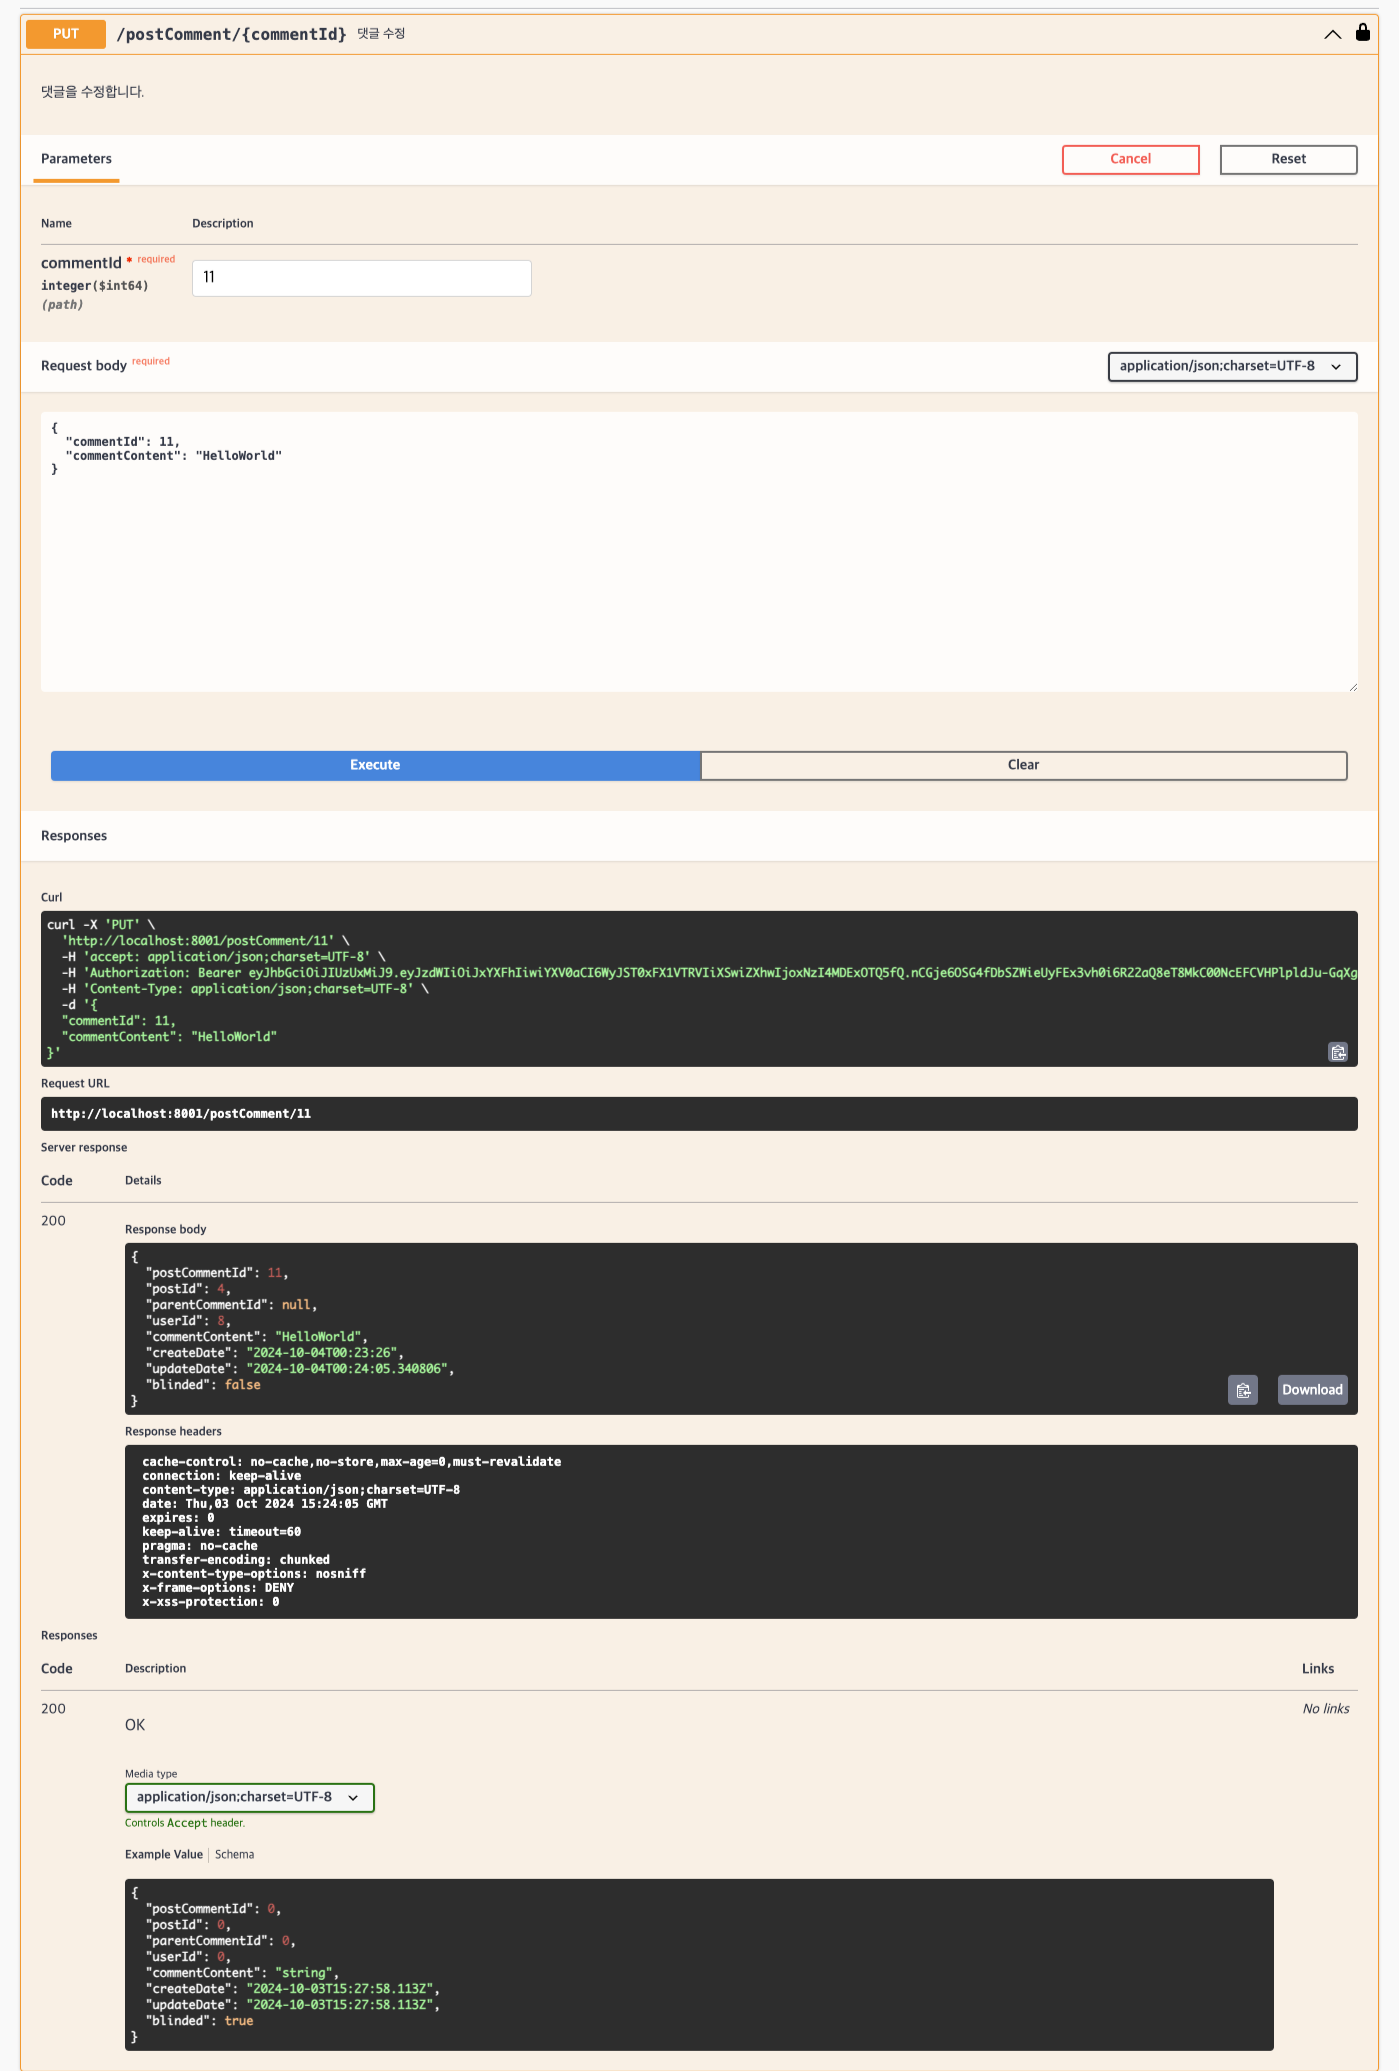 PUT /postComment/{commentId} 댓글 수정
댓글을 수정합니다.
Parameters
Cancel
Reset
Name Description
commentId * required
integer($int64)
(path)
11
Request body required
application/json;charset=UTF-8
{
  "commentId": 11,
  "commentContent": "HelloWorld"
}
Execute
Clear
Responses
Curl
curl -X 'PUT' \
  'http://localhost:8001/postComment/11' \
  -H 'accept: application/json;charset=UTF-8' \
  -H 'Authorization: Bearer
  -H 'Content-Type: application/json;charset=UTF-8' \
  -d '{
  "commentId": 11,
  "commentContent": "HelloWorld"
}'
Request URL
http://localhost:8001/postComment/11
Server response
Code Details
200
Response body
{
  "postCommentId": 11,
  "postId": 4,
  "parentCommentId": null,
  "userId": 8,
  "commentContent": "HelloWorld",
  "createDate": "2024-10-04T00:23:26",
  "updateDate": "2024-10-04T00:24:05.340806",
  "blinded": false
}
Download
Response headers
cache-control: no-cache,no-store,max-age=0,must-revalidate
connection: keep-alive
content-type: application/json;charset=UTF-8
date: Thu,03 Oct 2024 15:24:05 GMT
expires: 0
keep-alive: timeout=60
pragma: no-cache
transfer-encoding: chunked
x-content-type-options: nosniff
x-frame-options: DENY
x-xss-protection: 0
Responses
Code Description Links
200
OK
No links
Media type
application/json;charset=UTF-8
Controls Accept header.
Example Value Schema
{
  "postCommentId": 0,
  "postId": 0,
  "parentCommentId": 0,
  "userId": 0,
  "commentContent": "string",
  "createDate": "2024-10-03T15:27:58.113Z",
  "updateDate": "2024-10-03T15:27:58.113Z",
  "blinded": true
}